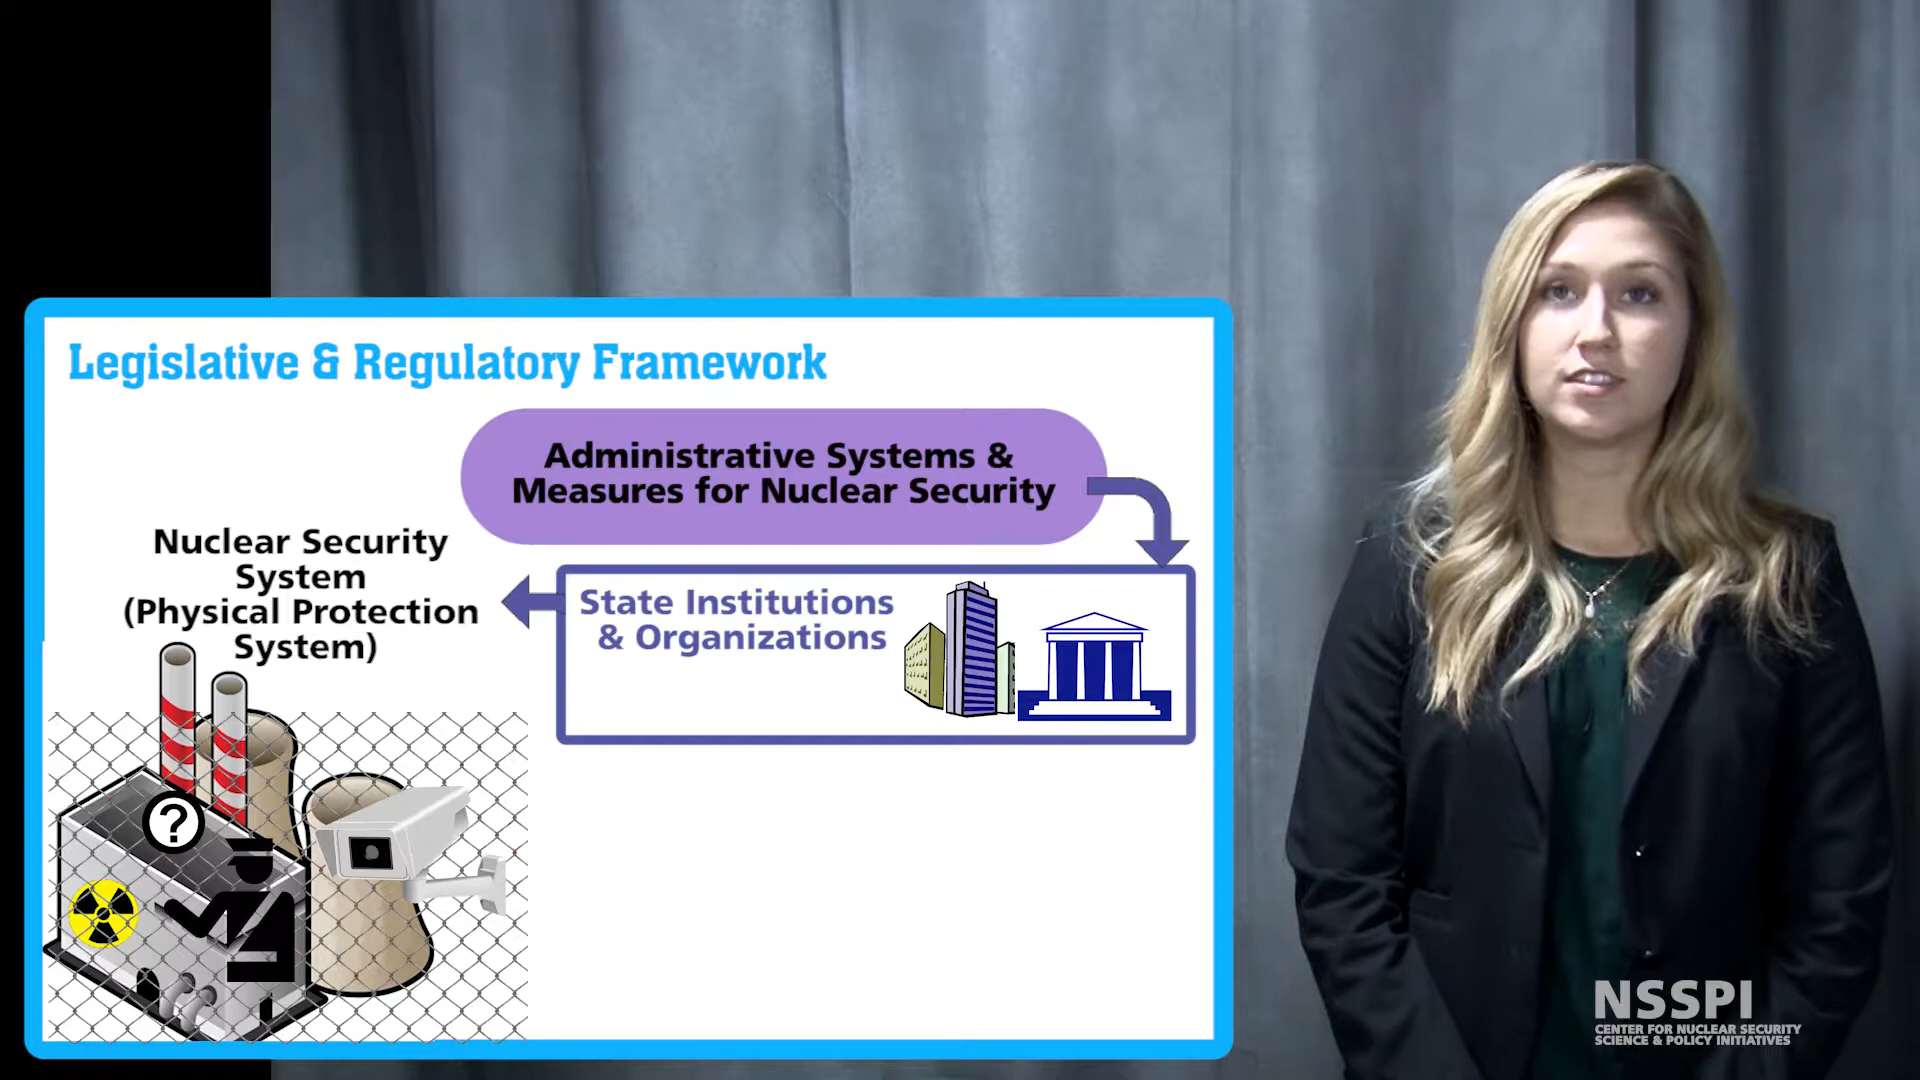 Legislative & Regulatory Framework
Administrative Systems &
Measures for Nuclear Security
Nuclear Security
System
(Physical Protection
System)
State Institutions
& Organizations
?
NSSPI
CENTER FOR NUCLEAR SECURITY
SCIENCE & POLICY INITIATIVES